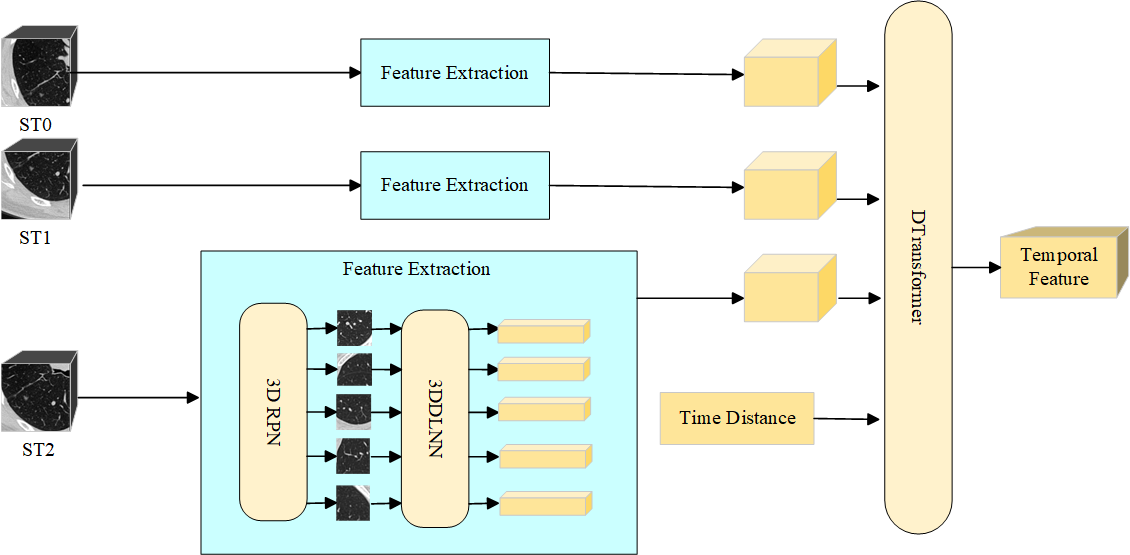 ST0
Feature Extraction
ST1
Feature Extraction
Feature Extraction
ST2
3D RPN
3DDLNN
Time Distance
DTransformer
Temporal
Feature